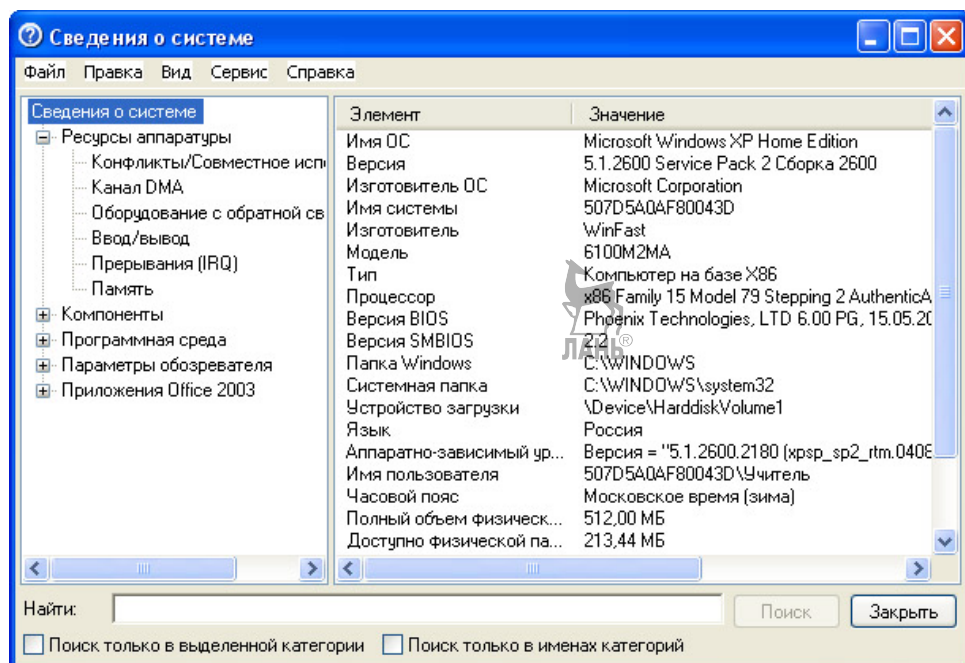 Сведения о системе
Файл Правка Вид Сервис Справка
Сведения о системе
Ресурсы аппаратуры
Конфликты/Совместное исп
Канал DMA
Оборудование с обратной св
Ввод/вывод
Прерывания (IRQ)
Память
Компоненты
Программная среда
Параметры обозревателя
Приложения Office 2003
Элемент Значение
Имя ОС Microsoft Windows XP Home Edition
Версия 5.1.2600 Service Pack 2 Сборка 2600
Изготовитель ОС Microsoft Corporation
Имя системы 507D5A0AF80043D
Изготовитель WinFast
Модель 6100M2MA
Тип Компьютер на базе X86
Процессор x86 Family 15 Model 79 Stepping 2 AuthenticA
Версия BIOS Phoenix Technologies, LTD 6.00 PG, 15.05.20
Версия SMBIOS 2.2
Папка Windows C:\WINDOWS
Системная папка C:\WINDOWS\system32
Устройство загрузки \Device\HarddiskVolume1
Язык Россия
Аппаратно-зависимый ур... Версия = "5.1.2600.2180 (xpsp_sp2_rtm.0408
Имя пользователя 507D5A0AF80043D\Учитель
Часовой пояс Московское время (зима)
Полный объем физическ... 512,00 МБ
Доступно физической па... 213,44 МБ
ЛАНЬ®
Найти: Поиск Закрыть
Поиск только в выделенной категории Поиск только в именах категорий